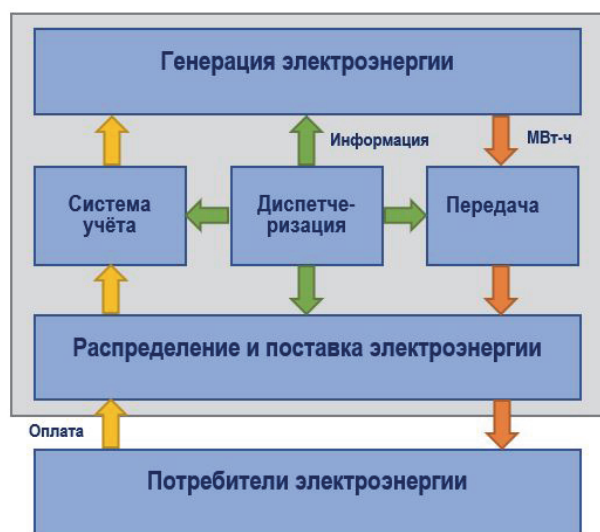 Генерация электроэнергии
Информация
МВт-ч
Система
учёта
Диспетче-
ризация
Передача
Распределение и поставка электроэнергии
Оплата
Потребители электроэнергии